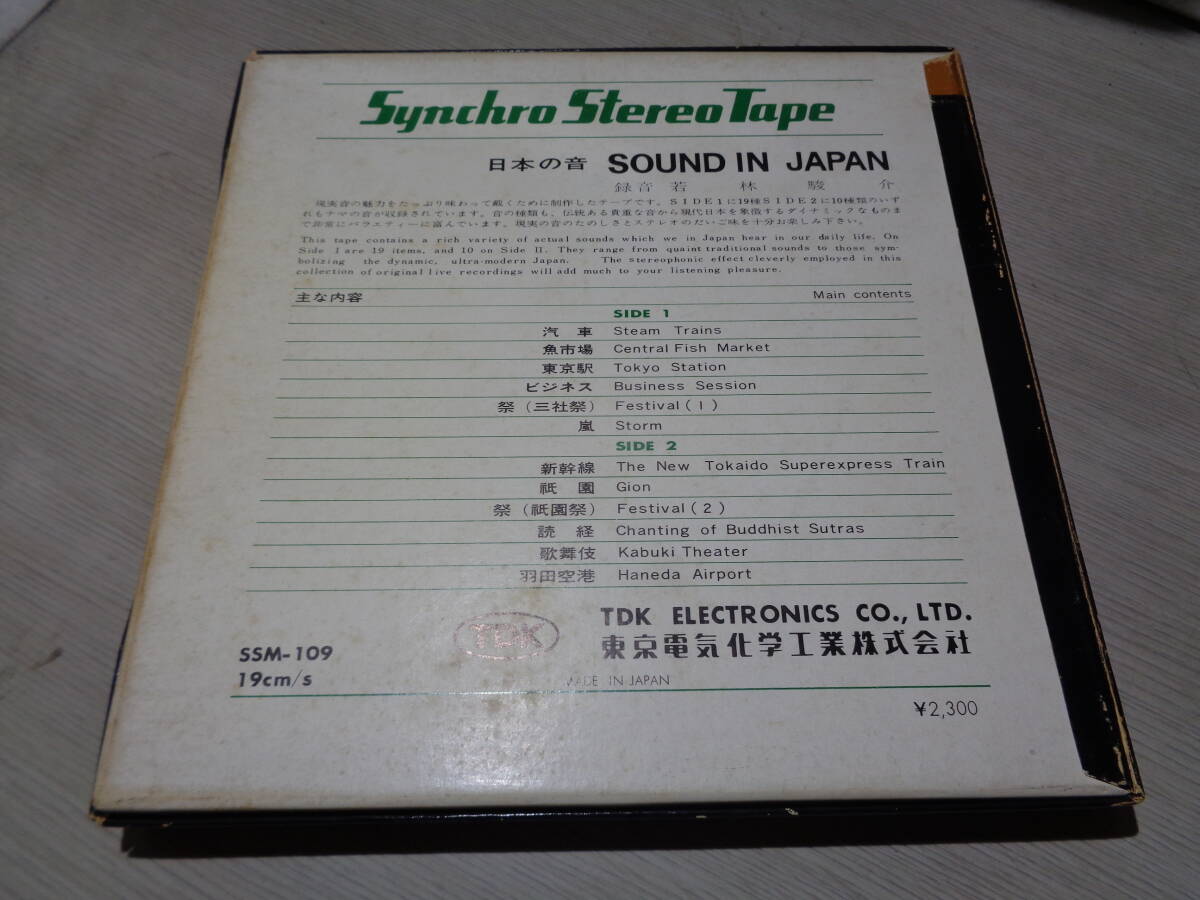 Synchro Stereo Tape
日本の音 SOUND IN JAPAN
録音 若林駿介
現実音の魅力をたっぷり味わって戴くために制作したテープです。SIDE1に19種SIDE2に10種類のいず
れもナマの音が収録されています。音の種類も、伝統ある貴重な音から現代日本を象徴するダイナミックなものま
で非常にバラエティーに富んでいます。現実の音のたのしさとステレオのだいご味を十分お楽しみ下さい。
This tape contains a rich variety of actual sounds which we in Japan hear in our daily life. On
Side I are 19 items, and 10 on Side II. They range from quaint traditional sounds to those sym-
bolizing the dynamic, ultra-modern Japan. The stereophonic effect cleverly employed in this
collection of original live recordings will add much to your listening pleasure.
主な内容 Main contents
SIDE 1
汽車 Steam Trains
魚市場 Central Fish Market
東京駅 Tokyo Station
ビジネス Business Session
祭（三社祭） Festival (1)
嵐 Storm
SIDE 2
新幹線 The New Tokaido Superexpress Train
祇園 Gion
祭（祇園祭） Festival (2)
読経 Chanting of Buddhist Sutras
歌舞伎 Kabuki Theater
羽田空港 Haneda Airport
TDK
TDK ELECTRONICS CO., LTD.
東京電気化学工業株式会社
SSM-109
19cm/s
MADE IN JAPAN
¥2,300